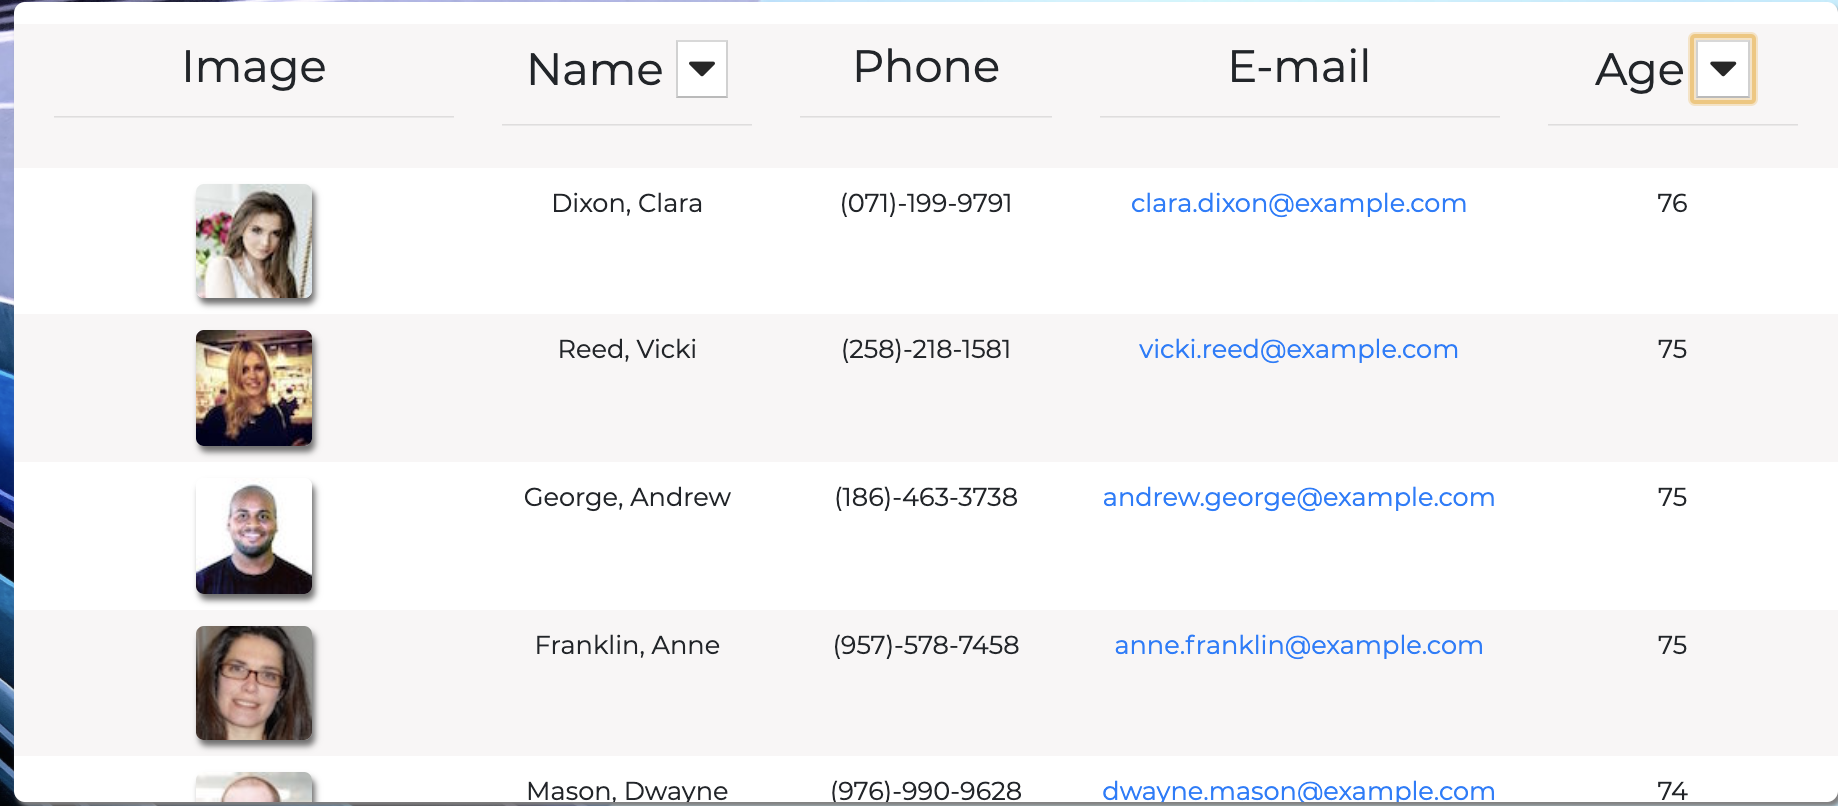 Image Name Phone E-mail Age
Dixon, Clara (071)-199-9791 clara.dixon@example.com 76
Reed, Vicki (258)-218-1581 vicki.reed@example.com 75
George, Andrew (186)-463-3738 andrew.george@example.com 75
Franklin, Anne (957)-578-7458 anne.franklin@example.com 75
Mason, Dwayne (976)-990-9628 dwayne.mason@example.com 74